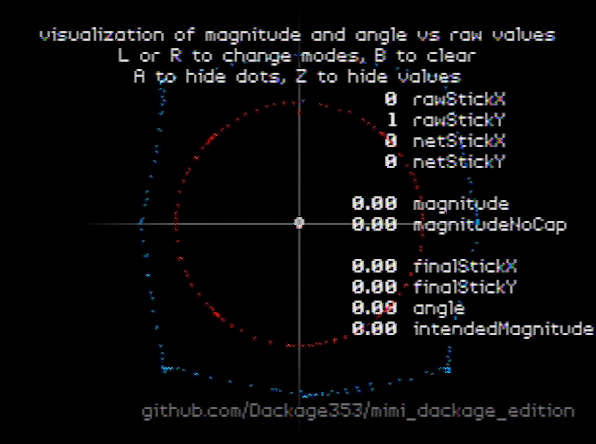 visualization of magnitude and angle vs raw values
L or R to change modes, B to clear
A to hide dots, Z to hide values
0 rawStickX
1 rawStickY
0 netStickX
0 netStickY
0.00 magnitude
0.00 magnitudeNoCap
0.00 finalStickX
0.00 finalStickY
0.00 angle
0.00 intendedMagnitude
github.com/Dackage353/mimi_dackage_edition